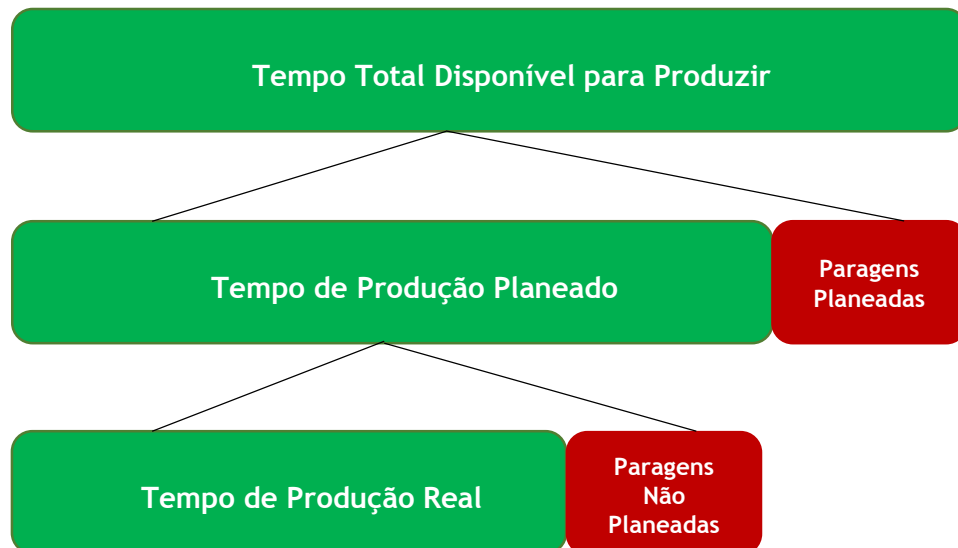 Tempo Total Disponível para Produzir
Tempo de Produção Planeado
Paragens
Planeadas
Tempo de Produção Real
Paragens
Não
Planeadas